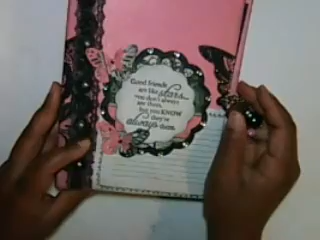 Good friends
are like stars...
you don't always
see them,
but you KNOW
they're
always there.